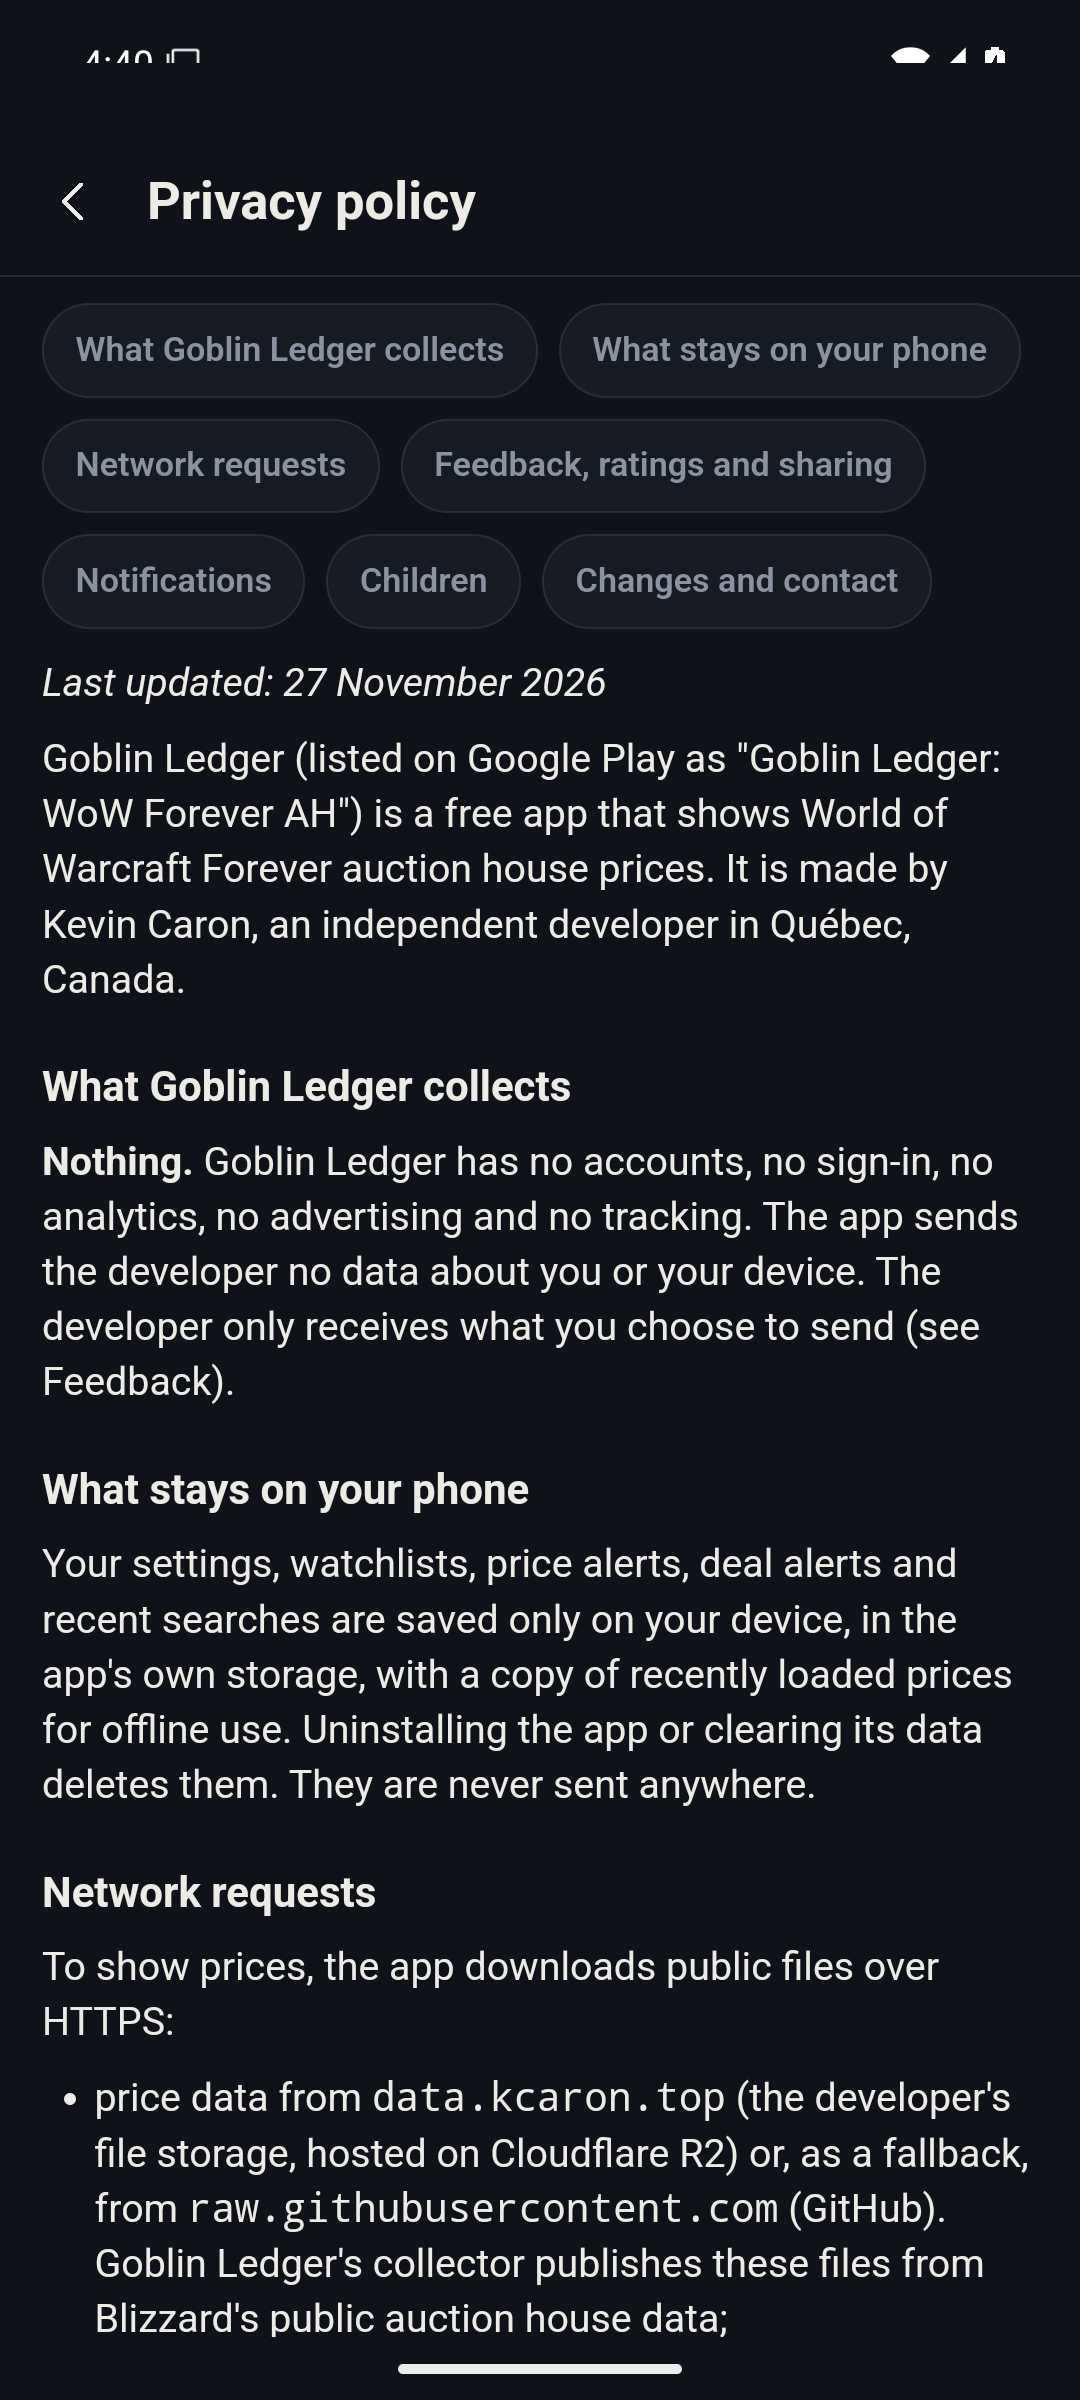 4:40
Privacy policy
What Goblin Ledger collects
What stays on your phone
Network requests
Feedback, ratings and sharing
Notifications
Children
Changes and contact
Last updated: 27 November 2026
Goblin Ledger (listed on Google Play as "Goblin Ledger:
WoW Forever AH") is a free app that shows World of
Warcraft Forever auction house prices. It is made by
Kevin Caron, an independent developer in Québec,
Canada.
What Goblin Ledger collects
Nothing. Goblin Ledger has no accounts, no sign-in, no
analytics, no advertising and no tracking. The app sends
the developer no data about you or your device. The
developer only receives what you choose to send (see
Feedback).
What stays on your phone
Your settings, watchlists, price alerts, deal alerts and
recent searches are saved only on your device, in the
app's own storage, with a copy of recently loaded prices
for offline use. Uninstalling the app or clearing its data
deletes them. They are never sent anywhere.
Network requests
To show prices, the app downloads public files over
HTTPS:
• price data from data.kcaron.top (the developer's
file storage, hosted on Cloudflare R2) or, as a fallback,
from raw.githubusercontent.com (GitHub).
Goblin Ledger's collector publishes these files from
Blizzard's public auction house data;